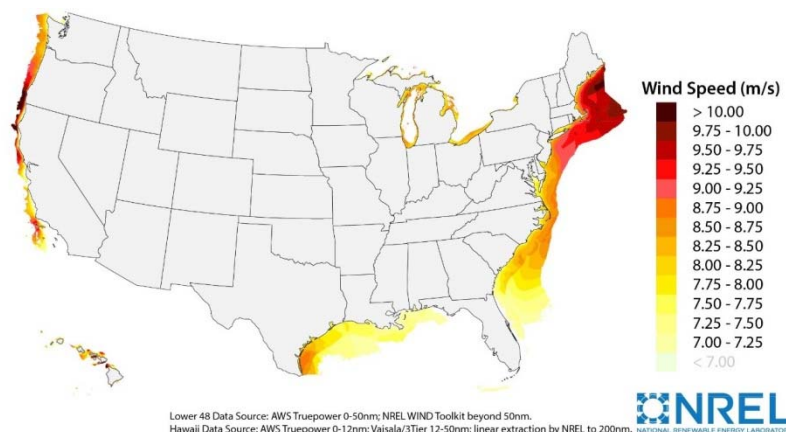 Wind Speed (m/s)
> 10.00
9.75 - 10.00
9.50 - 9.75
9.25 - 9.50
9.00 - 9.25
8.75 - 9.00
8.50 - 8.75
8.25 - 8.50
8.00 - 8.25
7.75 - 8.00
7.50 - 7.75
7.25 - 7.50
7.00 - 7.25
< 7.00
Lower 48 Data Source: AWS Truepower 0-50nm; NREL WIND Toolkit beyond 50nm.
Hawaii Data Source: AWS Truepower 0-12nm; Vaisala/3Tier 12-50nm; linear extraction by NREL to 200nm.
NREL
NATIONAL RENEWABLE ENERGY LABORATO